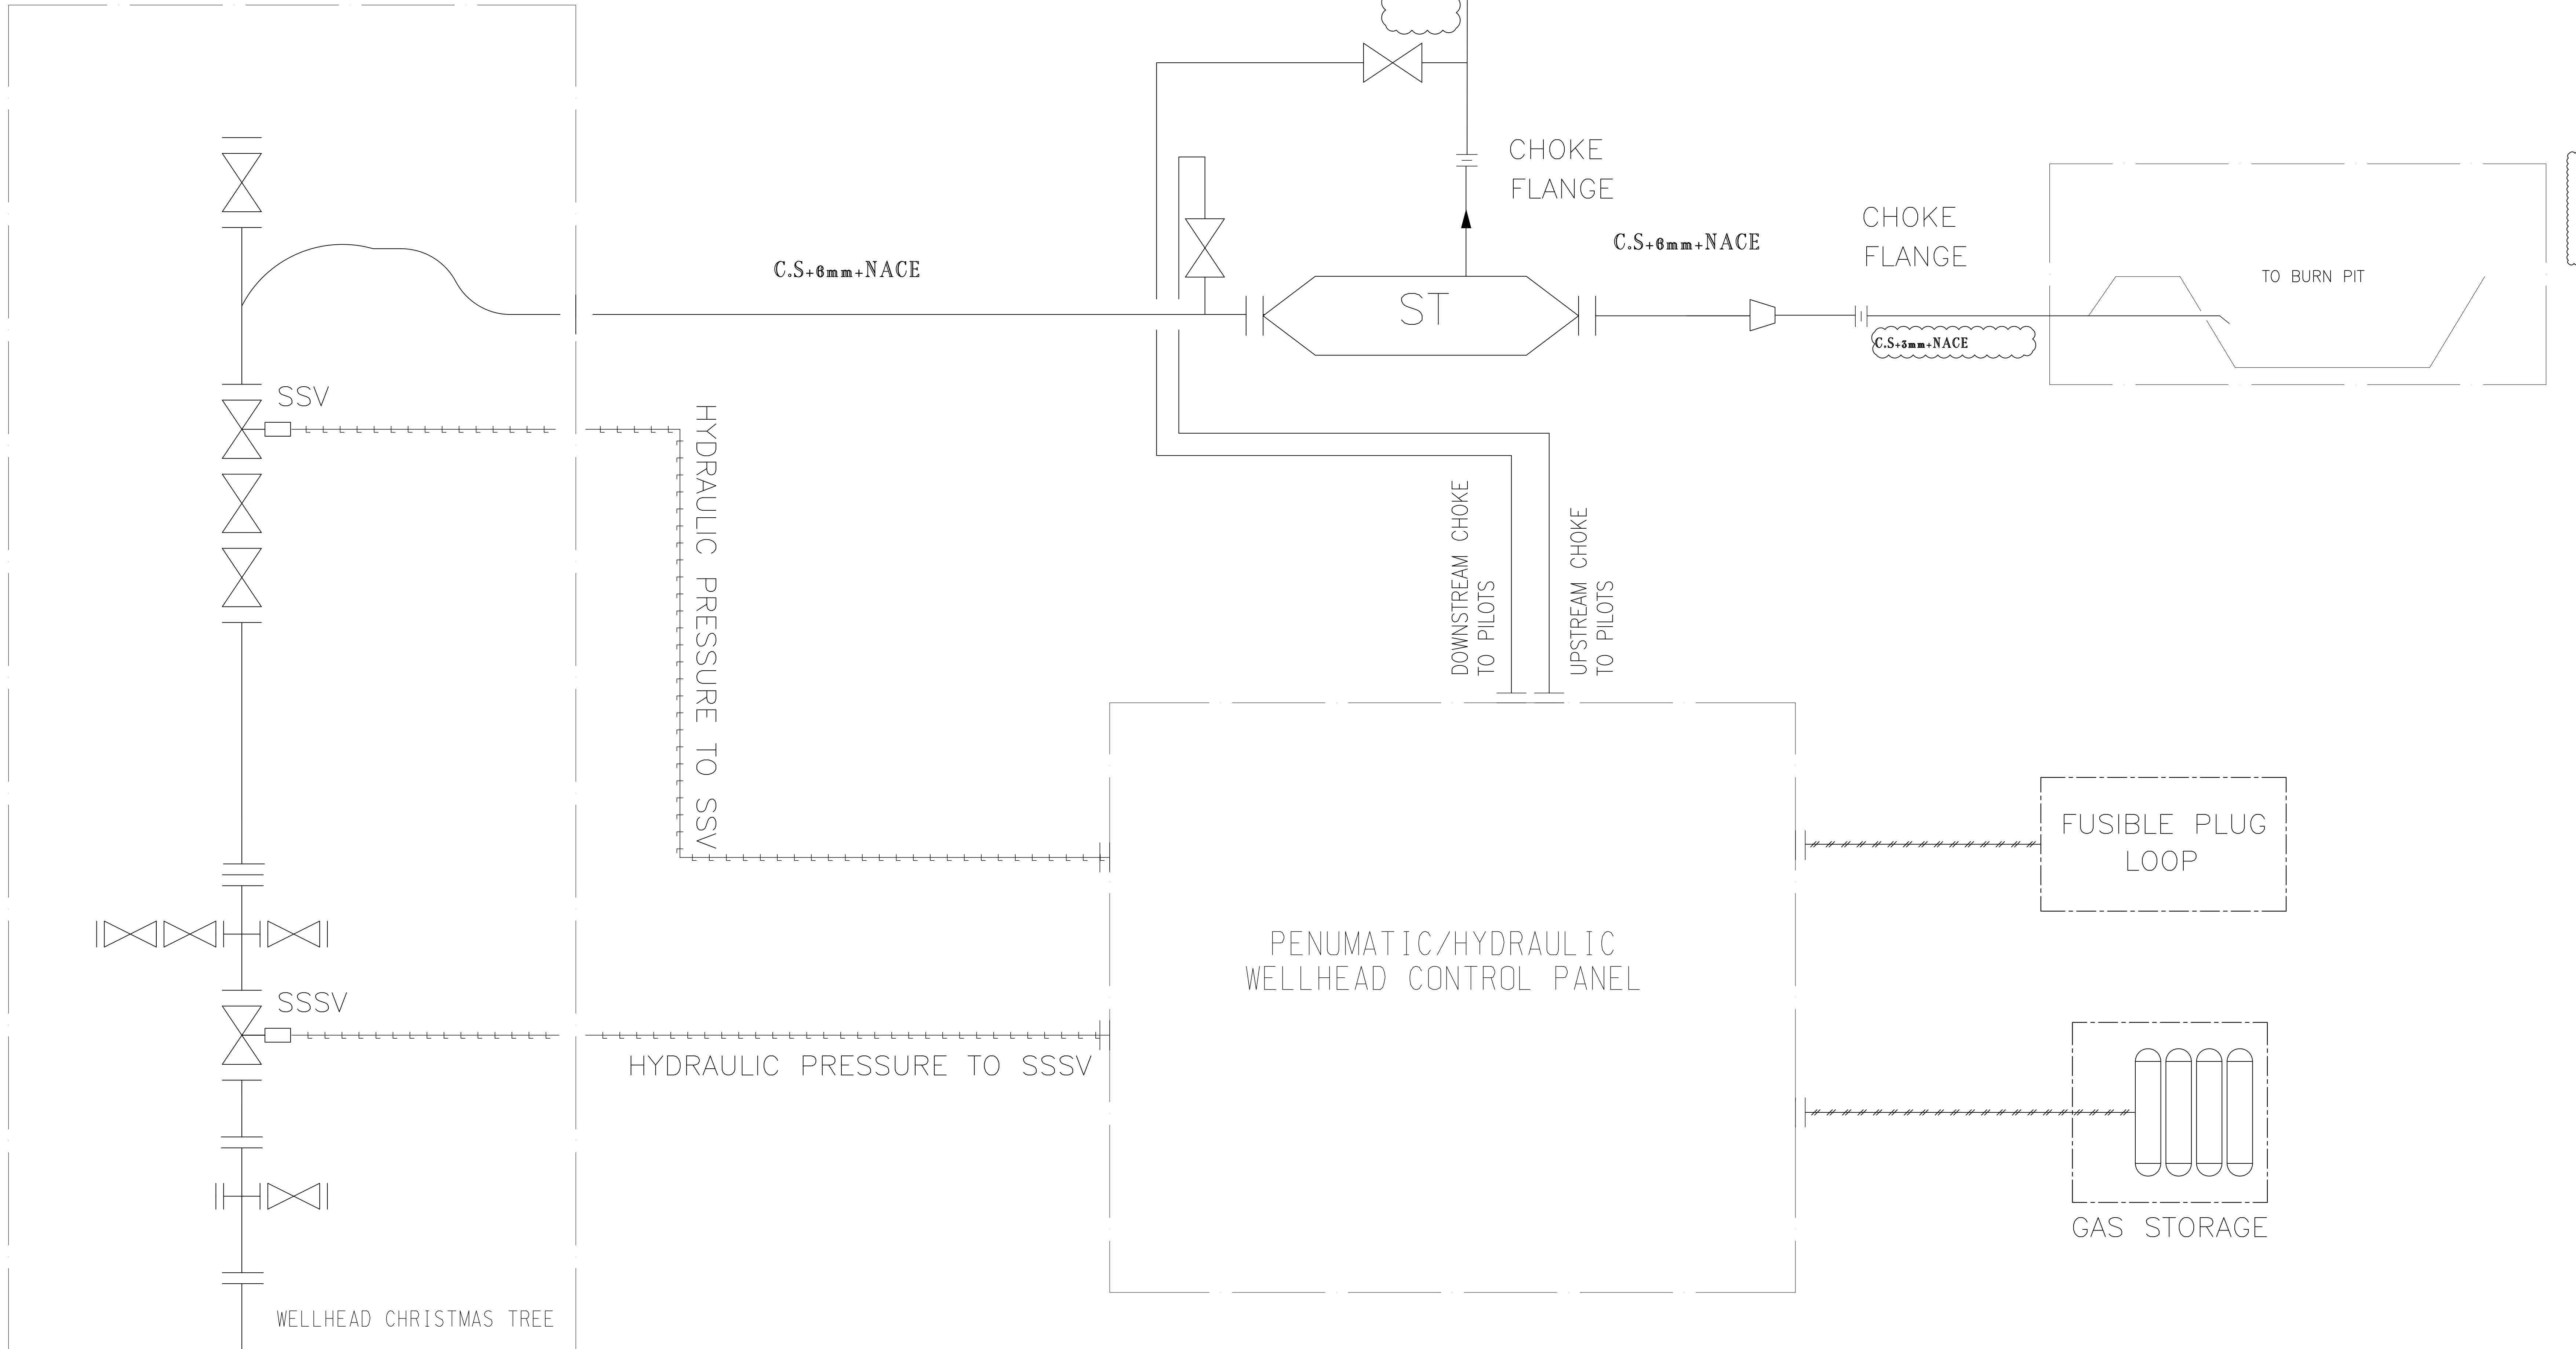 CHOKE
FLANGE
C.S+6mm+NACE
CHOKE
FLANGE
C.S+6mm+NACE
TO BURN PIT
ST
C.S+3mm+NACE
SSV
HYDRAULIC PRESSURE TO SSV
DOWNSTREAM CHOKE
TO PILOTS
UPSTREAM CHOKE
TO PILOTS
FUSIBLE PLUG
LOOP
PENUMATIC/HYDRAULIC
WELLHEAD CONTROL PANEL
SSSV
HYDRAULIC PRESSURE TO SSSV
GAS STORAGE
WELLHEAD CHRISTMAS TREE